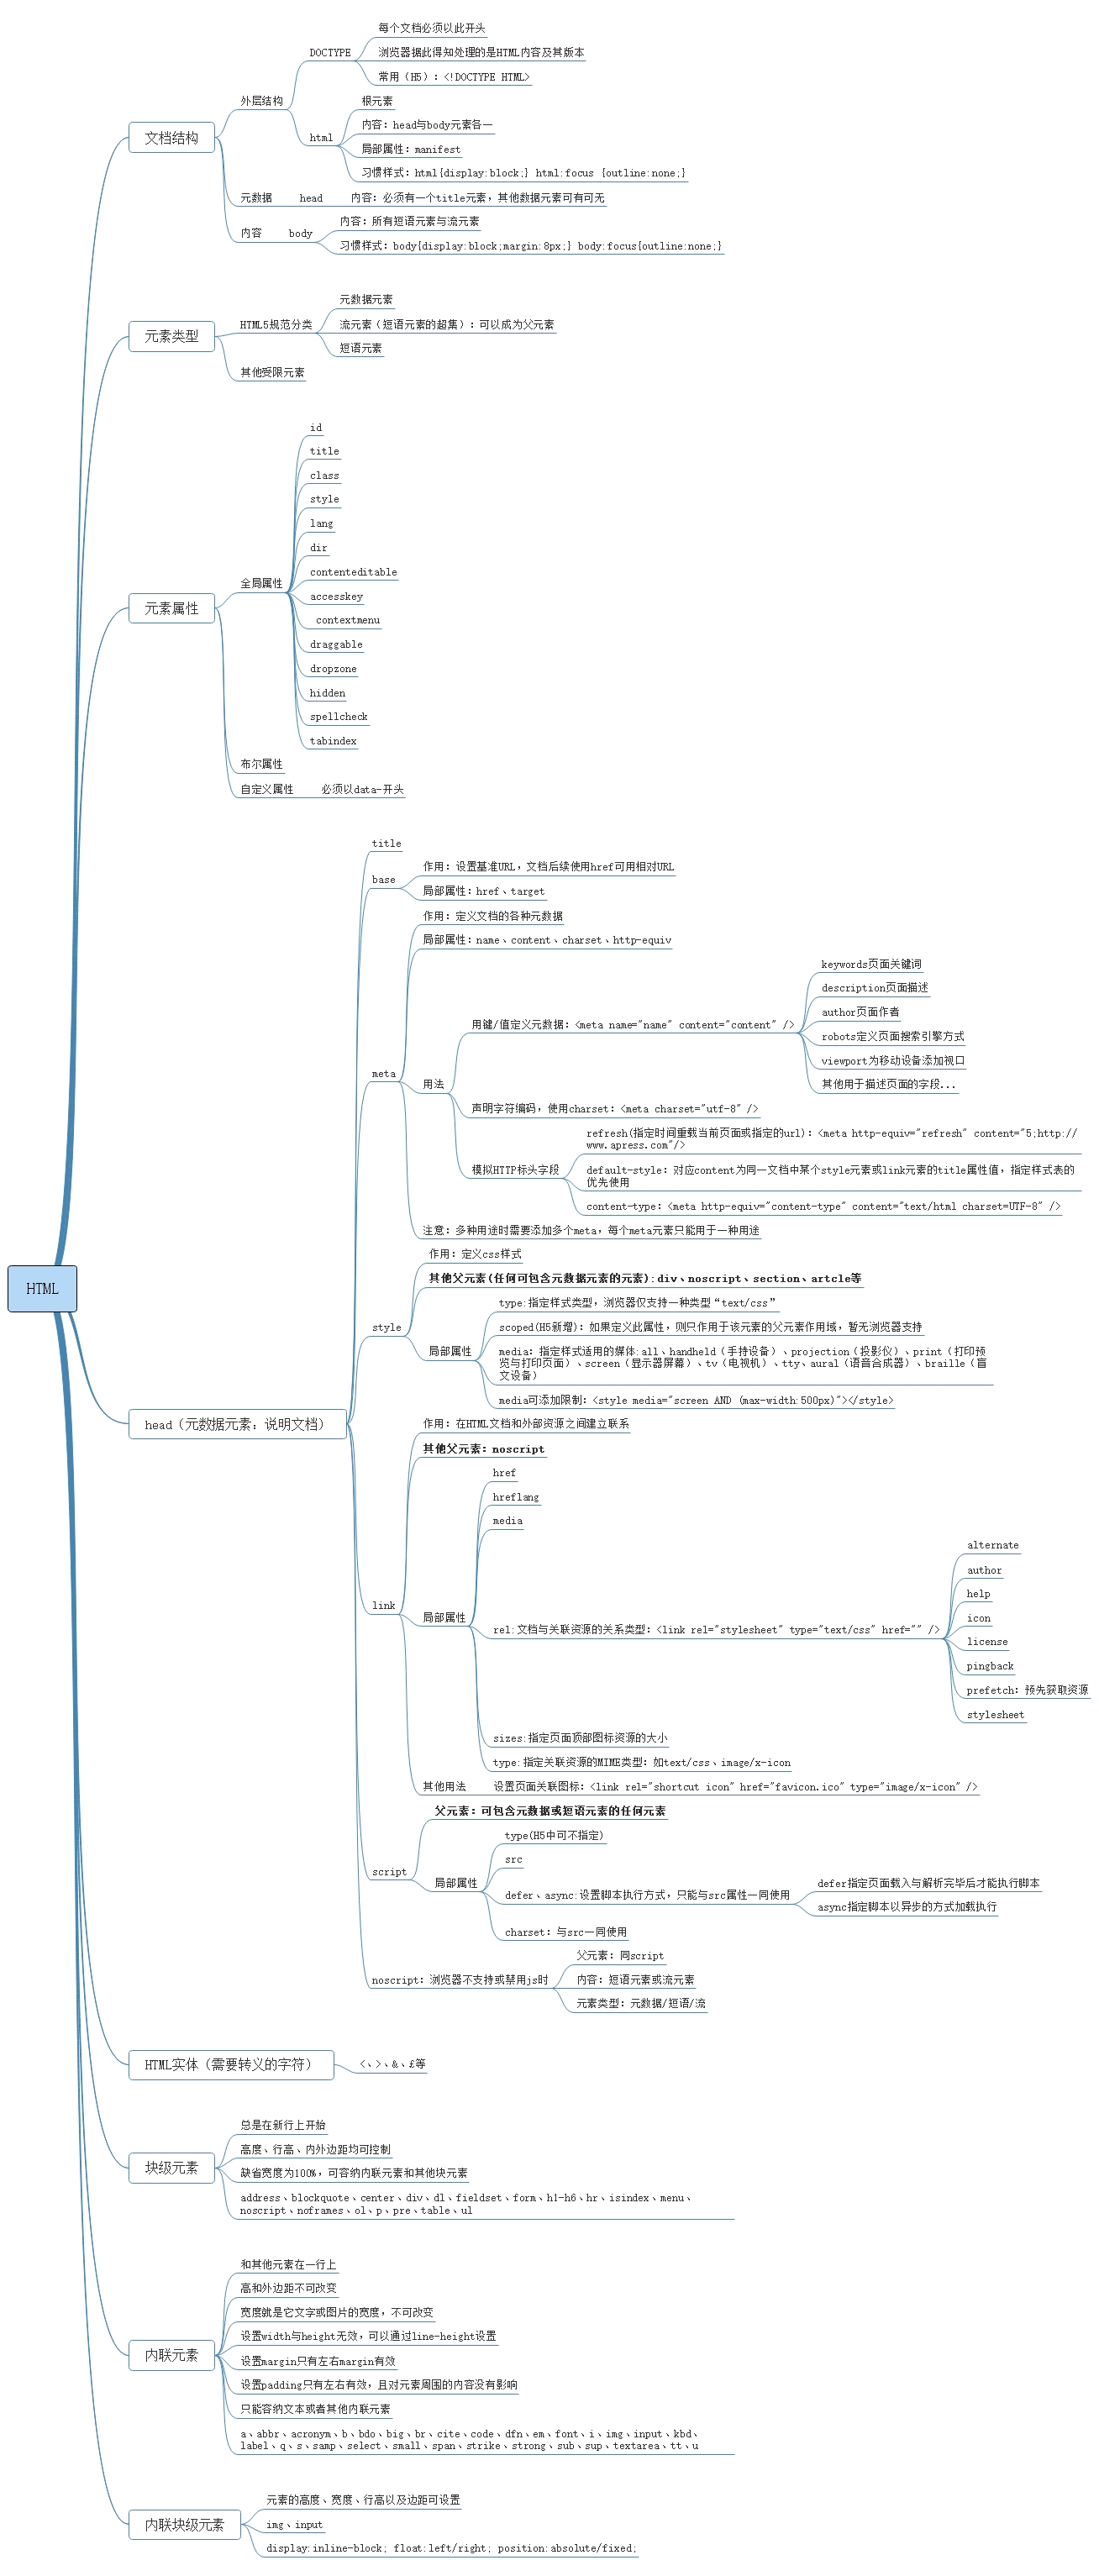 HTML
文档结构
外层结构
DOCTYPE
每个文档必须以此开头
浏览器据此得知处理的是HTML内容及其版本
常用（H5）：<!DOCTYPE HTML>
html
根元素
内容：head与body元素各一
局部属性：manifest
习惯样式：html{display:block;} html:focus {outline:none;}
元数据
head
内容：必须有一个title元素，其他数据元素可有可无
内容
body
内容：所有短语元素与流元素
习惯样式：body{display:block;margin:8px;} body:focus{outline:none;}
元素类型
HTML5规范分类
元数据元素
流元素（短语元素的超集）：可以成为父元素
短语元素
其他受限元素
元素属性
全局属性
id
title
class
style
lang
dir
contenteditable
accesskey
contextmenu
draggable
dropzone
hidden
spellcheck
tabindex
布尔属性
自定义属性
必须以data-开头
head（元数据元素：说明文档）
title
base
作用：设置基准URL，文档后续使用href可用相对URL
局部属性：href、target
meta
作用：定义文档的各种元数据
局部属性：name、content、charset、http-equiv
用法
用键/值定义元数据：<meta name="name" content="content" />
keywords页面关键词
description页面描述
author页面作者
robots定义页面搜索引擎方式
viewport为移动设备添加视口
其他用于描述页面的字段...
声明字符编码，使用charset：<meta charset="utf-8" />
模拟HTTP标头字段
refresh(指定时间重载当前页面或指定的url)：<meta http-equiv="refresh" content="5;http://
www.apress.com"/>
default-style：对应content为同一文档中某个style元素或link元素的title属性值，指定样式表的
优先使用
content-type：<meta http-equiv="content-type" content="text/html charset=UTF-8" />
注意：多种用途时需要添加多个meta，每个meta元素只能用于一种用途
style
作用：定义css样式
其他父元素(任何可包含元数据元素的元素):div、noscript、section、artcle等
局部属性
type:指定样式类型，浏览器仅支持一种类型“text/css”
scoped(H5新增)：如果定义此属性，则只作用于该元素的父元素作用域，暂无浏览器支持
media：指定样式适用的媒体:all、handheld（手持设备）、projection（投影仪）、print（打印预
览与打印页面）、screen（显示器屏幕）、tv（电视机）、tty、aural（语音合成器）、braille（盲
文设备）
media可添加限制：<style media="screen AND (max-width:500px)"></style>
link
作用：在HTML文档和外部资源之间建立联系
其他父元素：noscript
局部属性
href
hreflang
media
rel:文档与关联资源的关系类型：<link rel="stylesheet" type="text/css" href="" />
alternate
author
help
icon
license
pingback
prefetch：预先获取资源
stylesheet
sizes:指定页面顶部图标资源的大小
type:指定关联资源的MIME类型：如text/css、image/x-icon
其他用法
设置页面关联图标：<link rel="shortcut icon" href="favicon.ico" type="image/x-icon" />
script
父元素：可包含元数据或短语元素的任何元素
局部属性
type(H5中可不指定)
src
defer、async:设置脚本执行方式，只能与src属性一同使用
defer指定页面载入与解析完毕后才能执行脚本
async指定脚本以异步的方式加载执行
charset：与src一同使用
noscript：浏览器不支持或禁用js时
父元素：同script
内容：短语元素或流元素
元素类型：元数据/短语/流
HTML实体（需要转义的字符）
<、>、&、£等
块级元素
总是在新行上开始
高度、行高、内外边距均可控制
缺省宽度为100%，可容纳内联元素和其他块元素
address、blockquote、center、div、dl、fieldset、form、h1-h6、hr、isindex、menu、
noscript、noframes、ol、p、pre、table、ul
内联元素
和其他元素在一行上
高和外边距不可改变
宽度就是它文字或图片的宽度，不可改变
设置width与height无效，可以通过line-height设置
设置margin只有左右margin有效
设置padding只有左右有效，且对元素周围的内容没有影响
只能容纳文本或者其他内联元素
a、abbr、acronym、b、bdo、big、br、cite、code、dfn、em、font、i、img、input、kbd、
label、q、s、samp、select、small、span、strike、strong、sub、sup、textarea、tt、u
内联块级元素
元素的高度、宽度、行高以及边距可设置
img、input
display:inline-block; float:left/right; position:absolute/fixed;